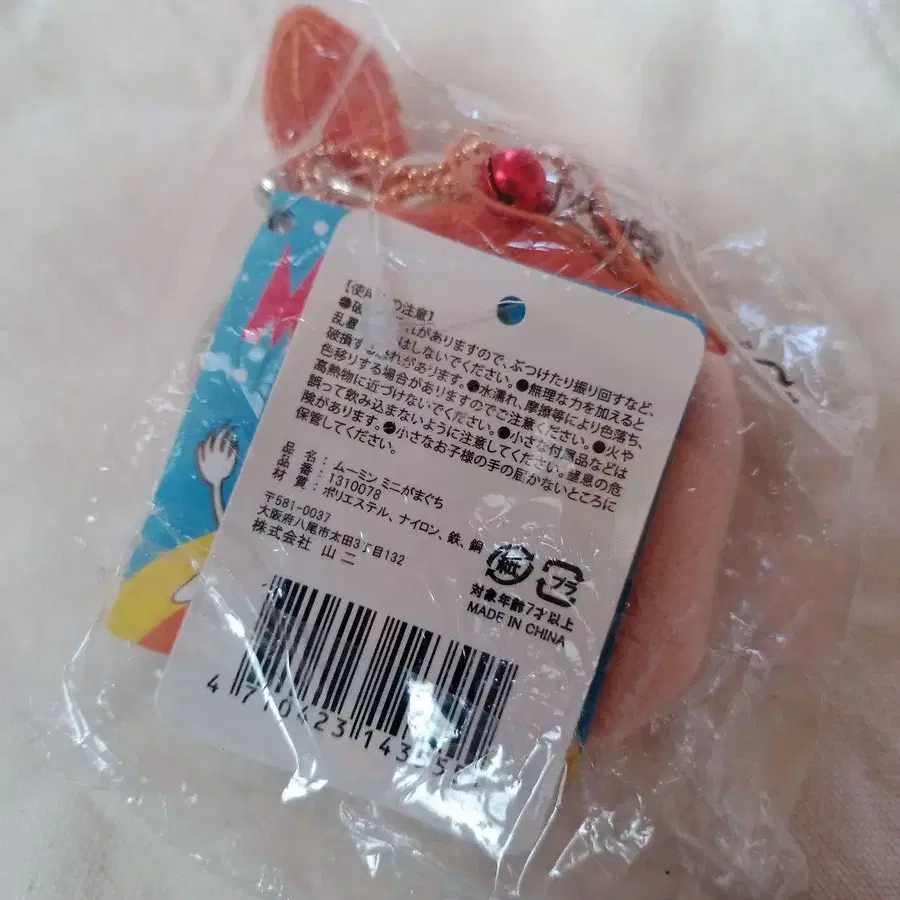 M
【使用 の注意】
●破 れがありますので、ぶつけたり振り回すなど、
乱暴 はしないでください。●無理な力を加えると
破損す れがあります。●水濡れ、摩擦等により色落ち、
色移りする場合がありますのでご注意ください。●火や
高熱物に近づけないでください。●小さな付属品などは
誤って飲み込まないように注意してください。窒息の危
険があります。●小さなお子様の手の届かないところに
保管してください。
品 名：ムーミン ミニがまぐち
品 番：T310078
材 質：ポリエステル、ナイロン、鉄、銅
〒581-0037
大阪府八尾市太田3丁目132
株式会社 山二
紙 プラ
対象年齢7才以上
MADE IN CHINA
4 710423 143